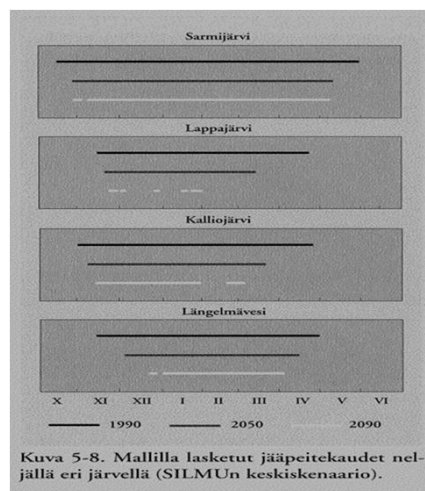 Sarmijärvi
Lappajärvi
Kalliojärvi
Längelmävesi
X XI XII I II III IV V VI
1990 2050 2090
Kuva 5-8. Mallilla lasketut jääpeitekaudet nel-
jällä eri järvellä (SILMUn keskiskenaario).